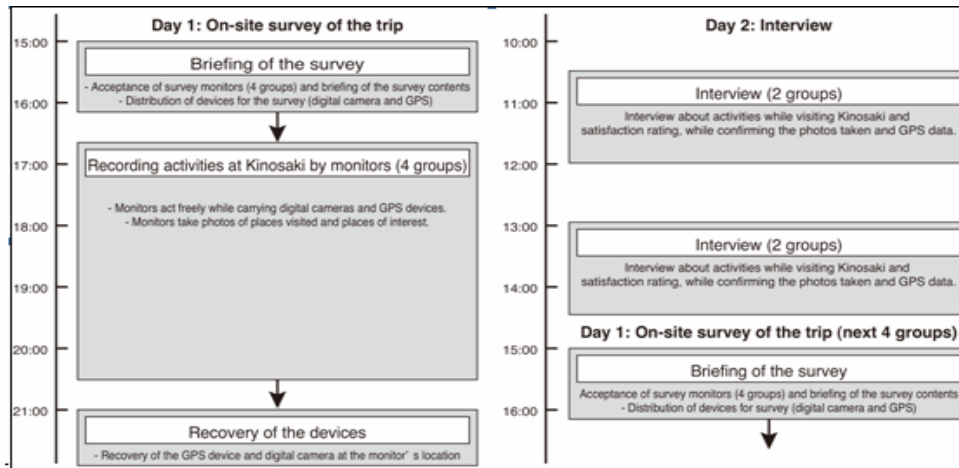 Day 1: On-site survey of the trip
15:00
Briefing of the survey
- Acceptance of survey monitors (4 groups) and briefing of the survey contents
- Distribution of devices for the survey (digital camera and GPS)
16:00
17:00
Recording activities at Kinosaki by monitors (4 groups)
- Monitors act freely while carrying digital cameras and GPS devices.
- Monitors take photos of places visited and places of interest.
18:00
19:00
20:00
21:00
Recovery of the devices
- Recovery of the GPS device and digital camera at the monitor's location
Day 2: Interview
10:00
Interview (2 groups)
11:00
Interview about activities while visiting Kinosaki and
satisfaction rating, while confirming the photos taken and GPS data.
12:00
13:00
Interview (2 groups)
Interview about activities while visiting Kinosaki and
satisfaction rating, while confirming the photos taken and GPS data.
14:00
Day 1: On-site survey of the trip (next 4 groups)
15:00
Briefing of the survey
Acceptance of survey monitors (4 groups) and briefing of the survey contents
- Distribution of devices for survey (digital camera and GPS)
16:00